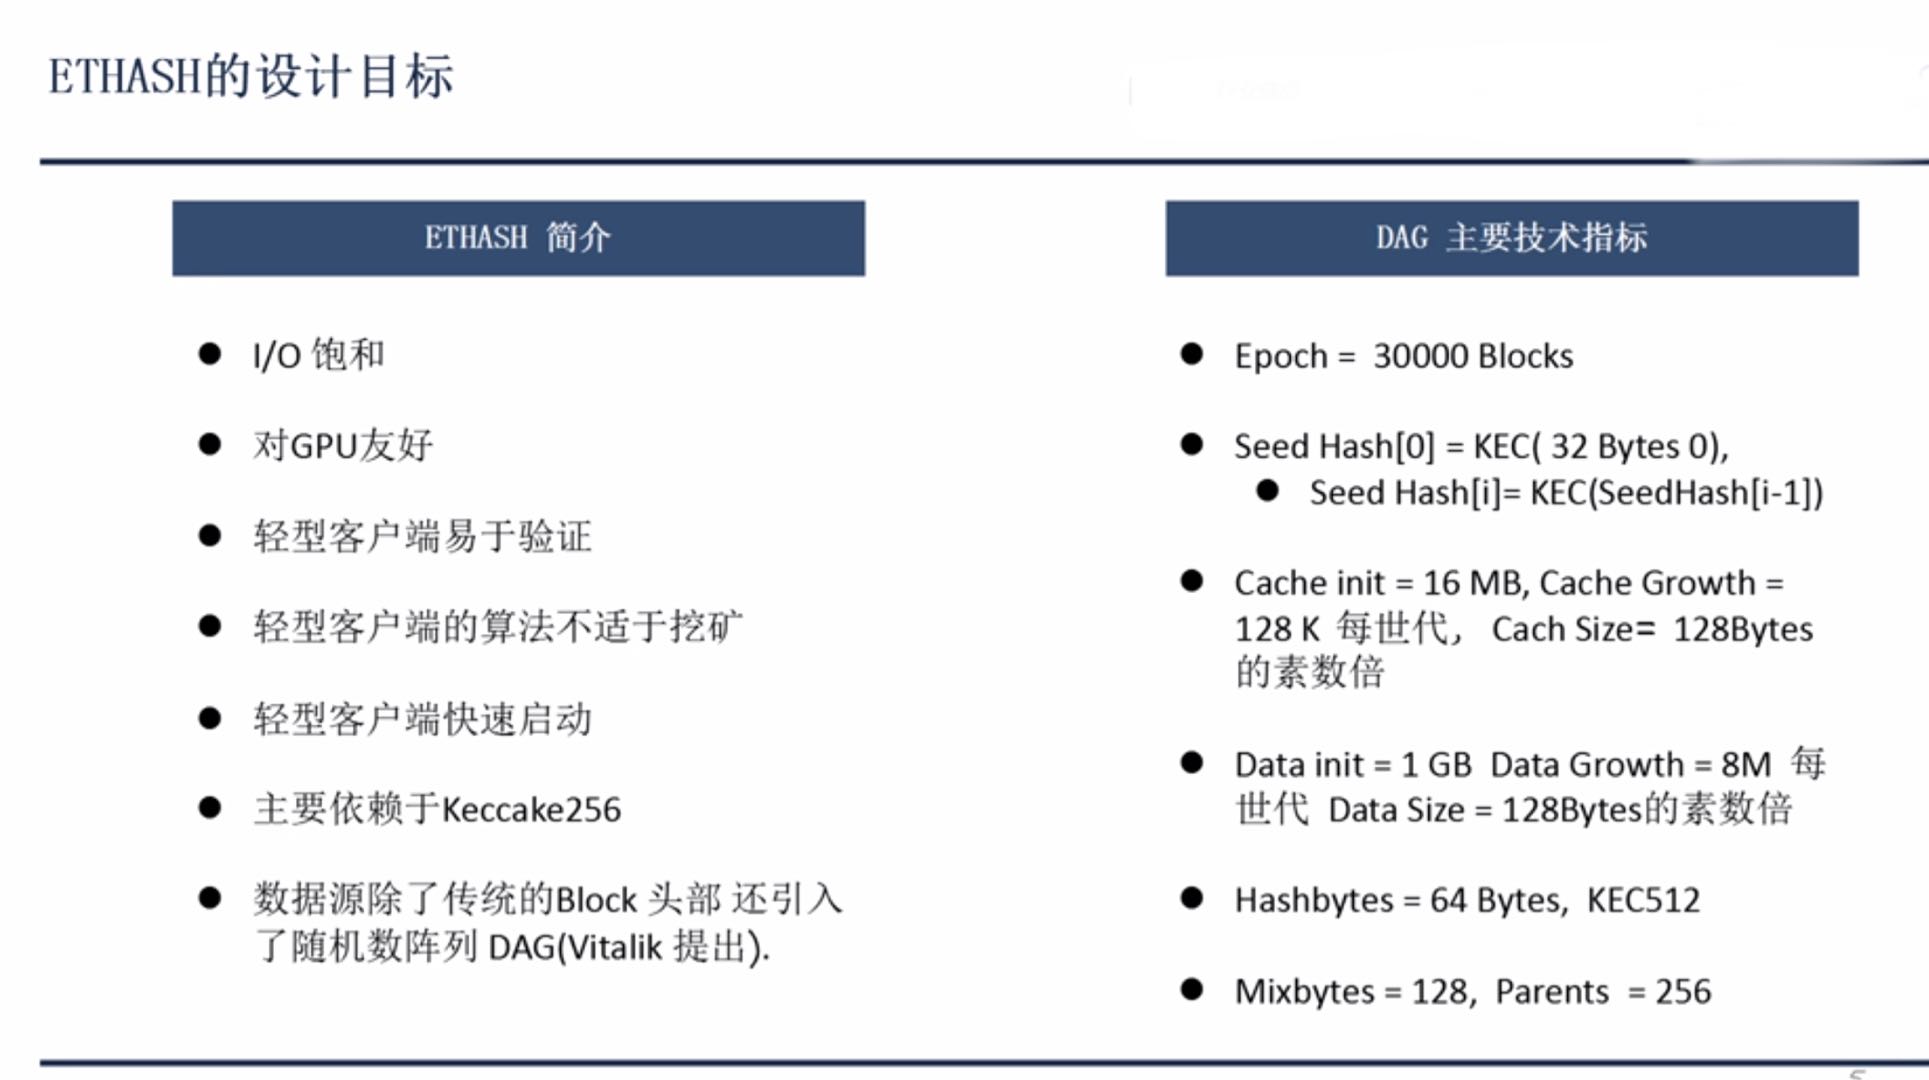 ETHASH的设计目标
ETHASH 简介
I/O 饱和
对GPU友好
轻型客户端易于验证
轻型客户端的算法不适于挖矿
轻型客户端快速启动
主要依赖于Keccake256
数据源除了传统的Block 头部 还引入
了随机数阵列 DAG(Vitalik 提出).
DAG 主要技术指标
Epoch = 30000 Blocks
Seed Hash[0] = KEC( 32 Bytes 0),
Seed Hash[i]= KEC(SeedHash[i-1])
Cache init = 16 MB, Cache Growth =
128 K 每世代, Cach Size= 128Bytes
的素数倍
Data init = 1 GB Data Growth = 8M 每
世代 Data Size = 128Bytes的素数倍
Hashbytes = 64 Bytes, KEC512
Mixbytes = 128, Parents = 256